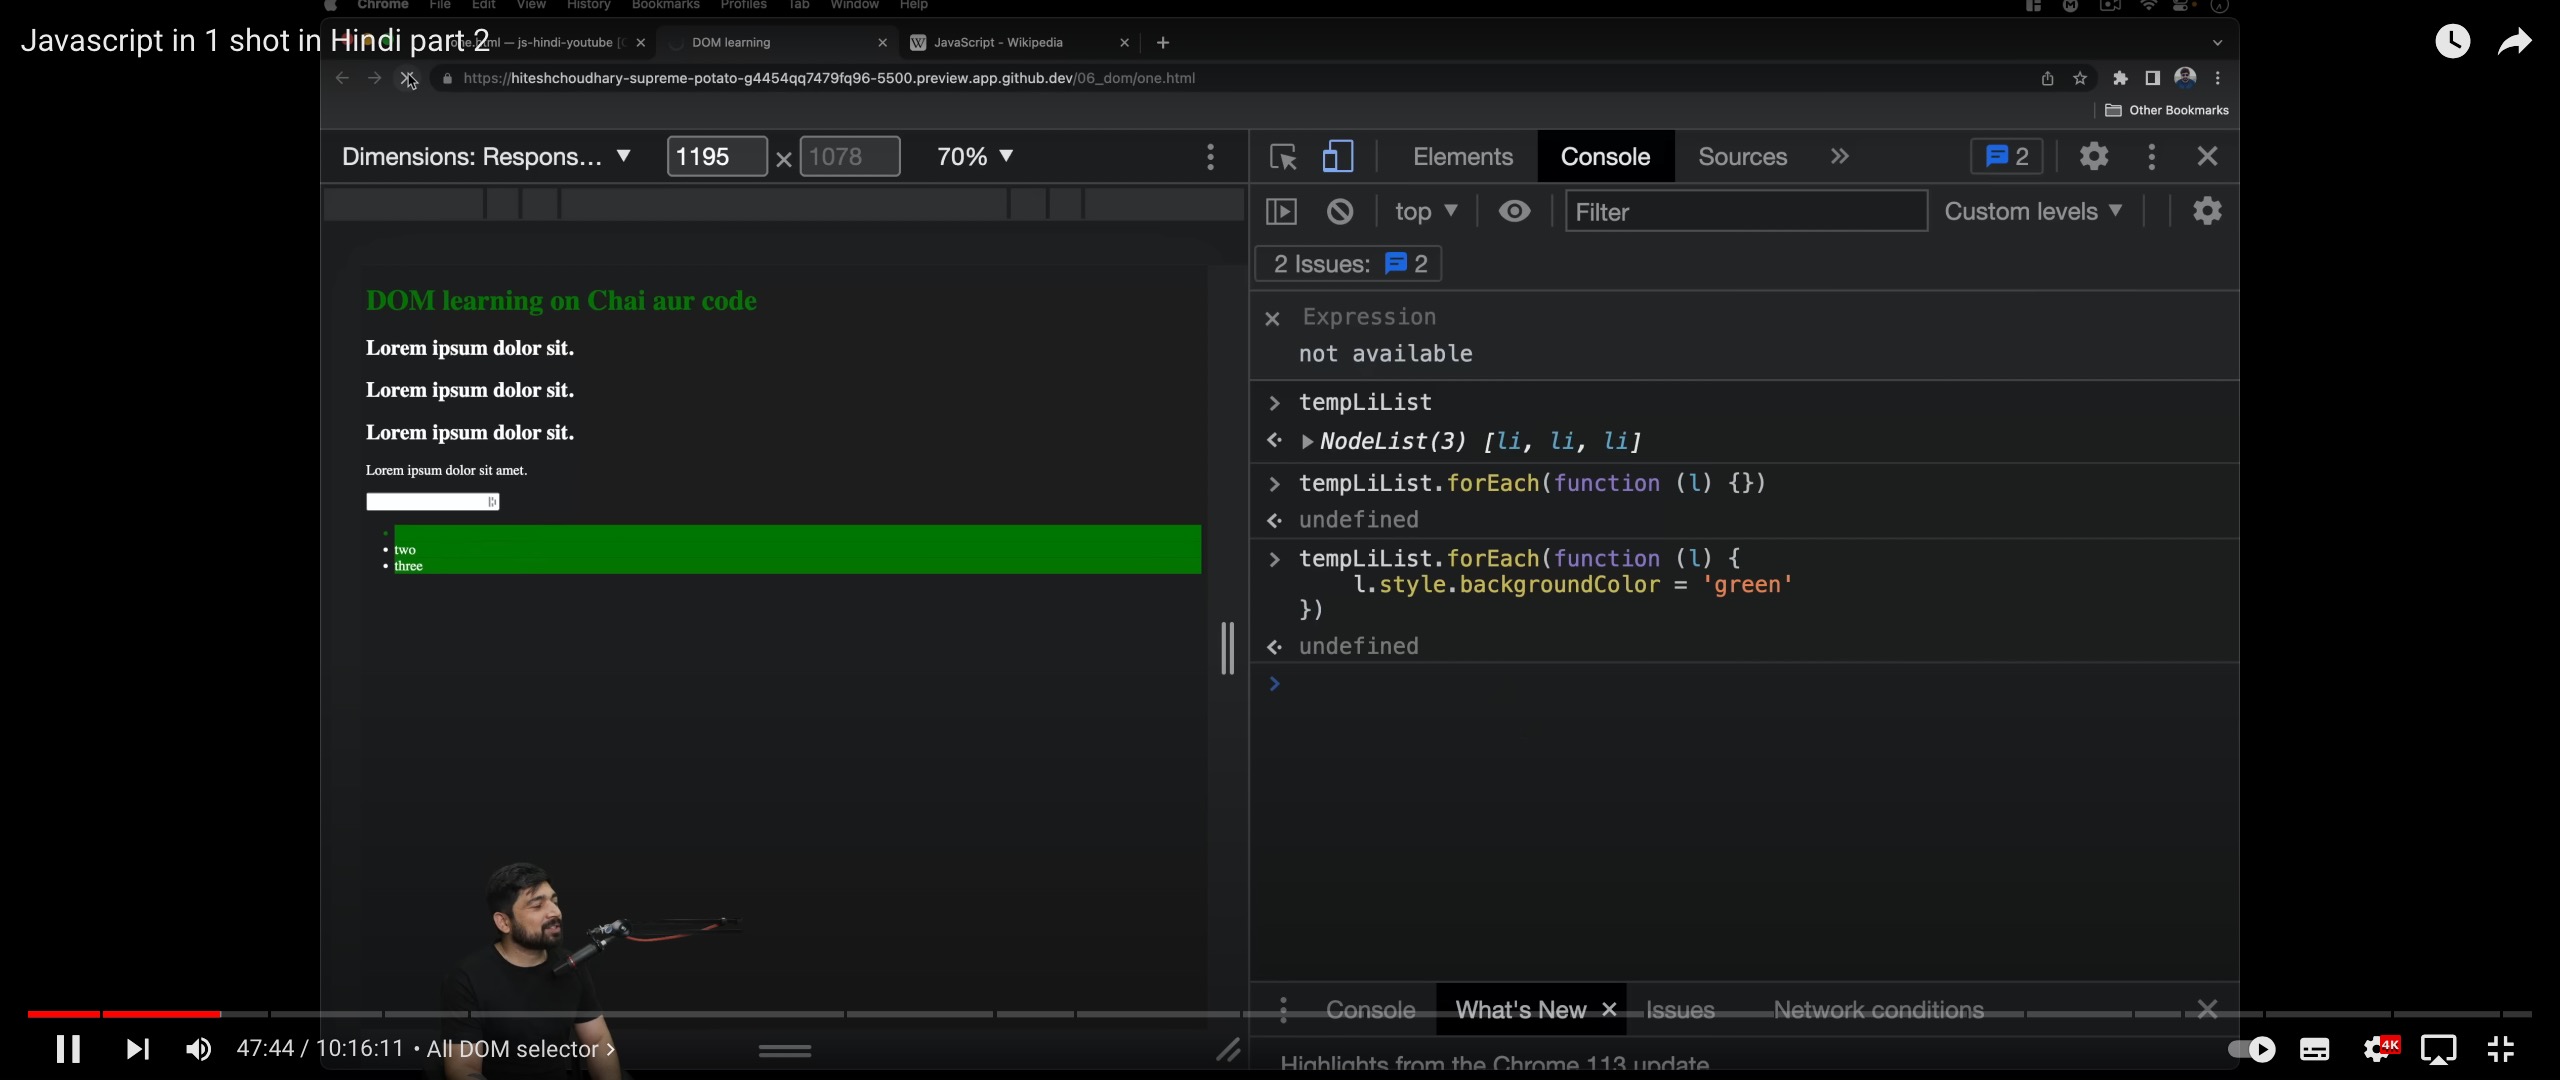 Chrome File Edit View History Bookmarks Profiles Tab Window Help
Javascript in 1 shot in Hindi part 2
one.html — js-hindi-youtube [C
DOM learning
JavaScript - Wikipedia
https://hiteshchoudhary-supreme-potato-g4454qq7479fq96-5500.preview.app.github.dev/06_dom/one.html
Other Bookmarks
Dimensions: Respons... ▼ 1195 × 1078 70% ▼
Elements Console Sources » 2
top ▼ Filter Custom levels ▼
2 Issues: 2
DOM learning on Chai aur code
Lorem ipsum dolor sit.
Lorem ipsum dolor sit.
Lorem ipsum dolor sit.
Lorem ipsum dolor sit amet.
• two
• three
× Expression
not available
> tempLiList
NodeList(3) [li, li, li]
> tempLiList.forEach(function (l) {})
undefined
> tempLiList.forEach(function (l) {
l.style.backgroundColor = 'green'
})
undefined
>
Console What's New × Issues Network conditions
Highlights from the Chrome 113 update
47:44 / 10:16:11 • All DOM selector ›
4K